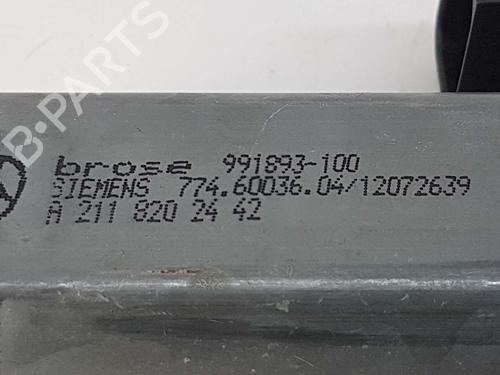 B-PARTS
brose 991893-100
SIEMENS 774.60036.04/12072639
A 211 820 24 42